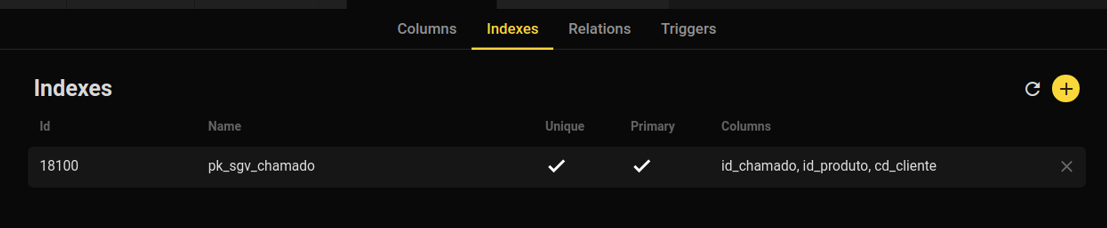 Columns Indexes Relations Triggers
Indexes
Id Name Unique Primary Columns
18100 pk_sgv_chamado id_chamado, id_produto, cd_cliente